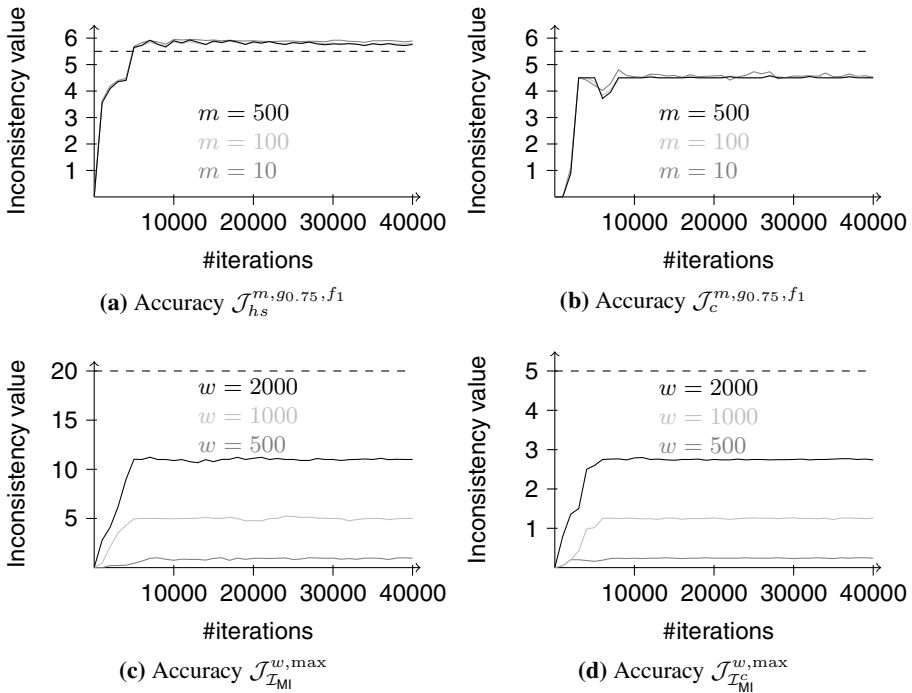 Inconsistency value
6
5
4
3
2
1
m = 500
m = 100
m = 10
10000 20000 30000 40000
#iterations
(a) Accuracy 𝒥_{hs}^{m,g_{0.75},f_1}
Inconsistency value
6
5
4
3
2
1
m = 500
m = 100
m = 10
10000 20000 30000 40000
#iterations
(b) Accuracy 𝒥_{c}^{m,g_{0.75},f_1}
Inconsistency value
20
15
10
5
w = 2000
w = 1000
w = 500
10000 20000 30000 40000
#iterations
(c) Accuracy 𝒥_{ℐ_{MI}}^{w,max}
Inconsistency value
5
4
3
2
1
w = 2000
w = 1000
w = 500
10000 20000 30000 40000
#iterations
(d) Accuracy 𝒥_{ℐ_{MI}^{c}}^{w,max}